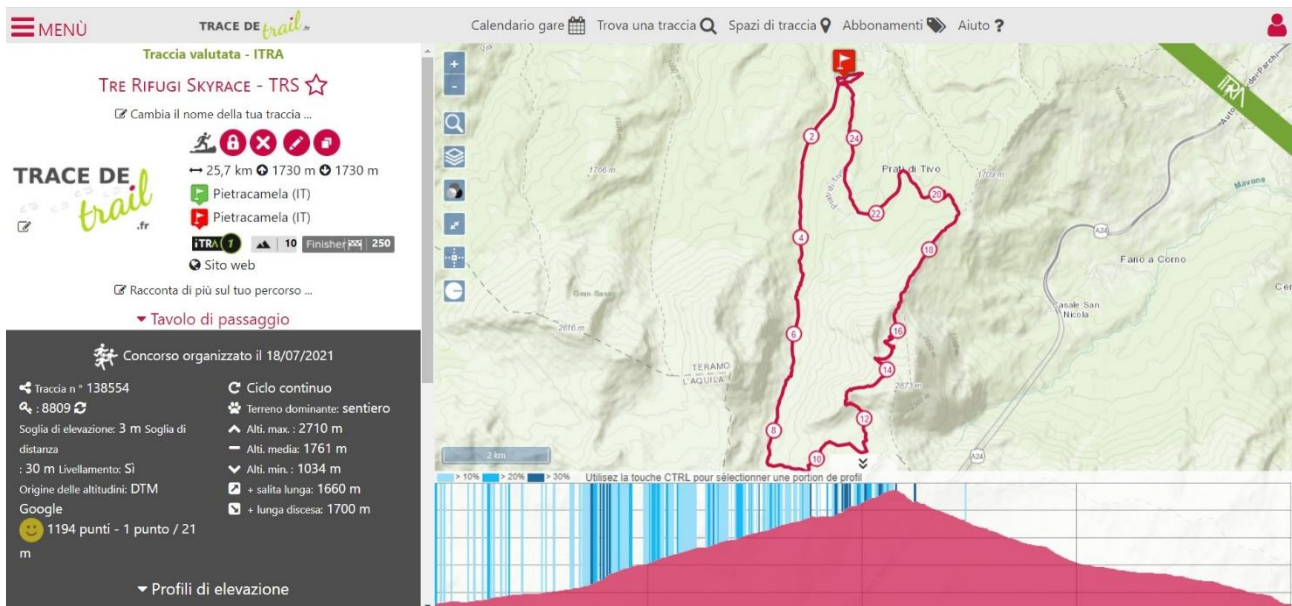 MENÙ
TRACE DE trail.fr
Calendario gare Trova una traccia Spazi di traccia Abbonamenti Aiuto ?
Traccia valutata - ITRA
TRE RIFUGI SKYRACE - TRS
Cambia il nome della tua traccia ...
25,7 km 1730 m 1730 m
TRACE DE trail .fr
Pietracamela (IT)
Pietracamela (IT)
iTRA 1 10 Finisher 250
Sito web
Racconta di più sul tuo percorso ...
Tavolo di passaggio
Concorso organizzato il 18/07/2021
Traccia n ° 138554
: 8809
Soglia di elevazione: 3 m Soglia di
distanza
: 30 m Livellamento: Sì
Origine delle altitudini: DTM
Google
1194 punti - 1 punto / 21
m
Ciclo continuo
Terreno dominante: sentiero
Alti. max. : 2710 m
Alti. media: 1761 m
Alti. min. : 1034 m
+ salita lunga: 1660 m
+ lunga discesa: 1700 m
Profili di elevazione
+
-
ITRA
2
24
1766 m
Prati di Tivo
1709 m
20
22
4
18
Mavone
A24
Fano a Corno
Gran Sasso
Casale San
Nicola
6
16
2616 m
TERAMO
L'AQUILA
14
2873 m
12
8
10
A24
2 km
> 10% > 20% > 30% Utilisez la touche CTRL pour sélectionner une portion de profil